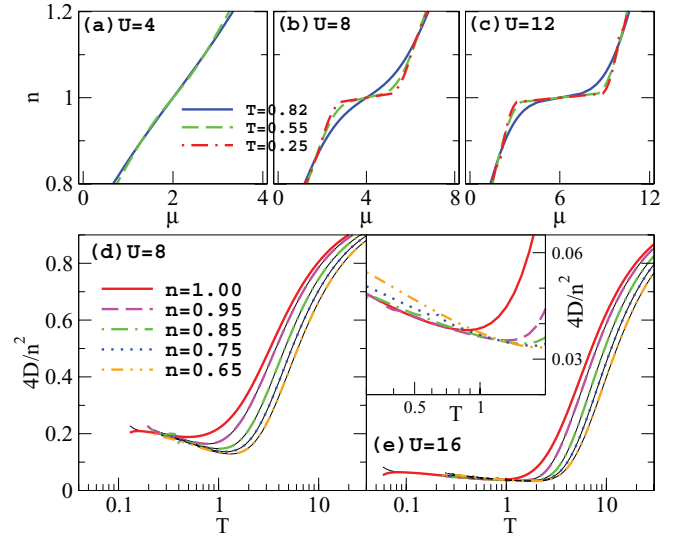 (a) U=4
(b) U=8
(c) U=12
1.2
1
0.8
n
T=0.82
T=0.55
T=0.25
0 2 4
0 4 8
0 6 12
μ
μ
μ
(d) U=8
n=1.00
n=0.95
n=0.85
n=0.75
n=0.65
0.8
0.6
0.4
0.2
0
4D/n²
0.1 1 10
T
0.06
0.03
4D/n²
0.5 1
T
(e) U=16
0.1 1 10
T